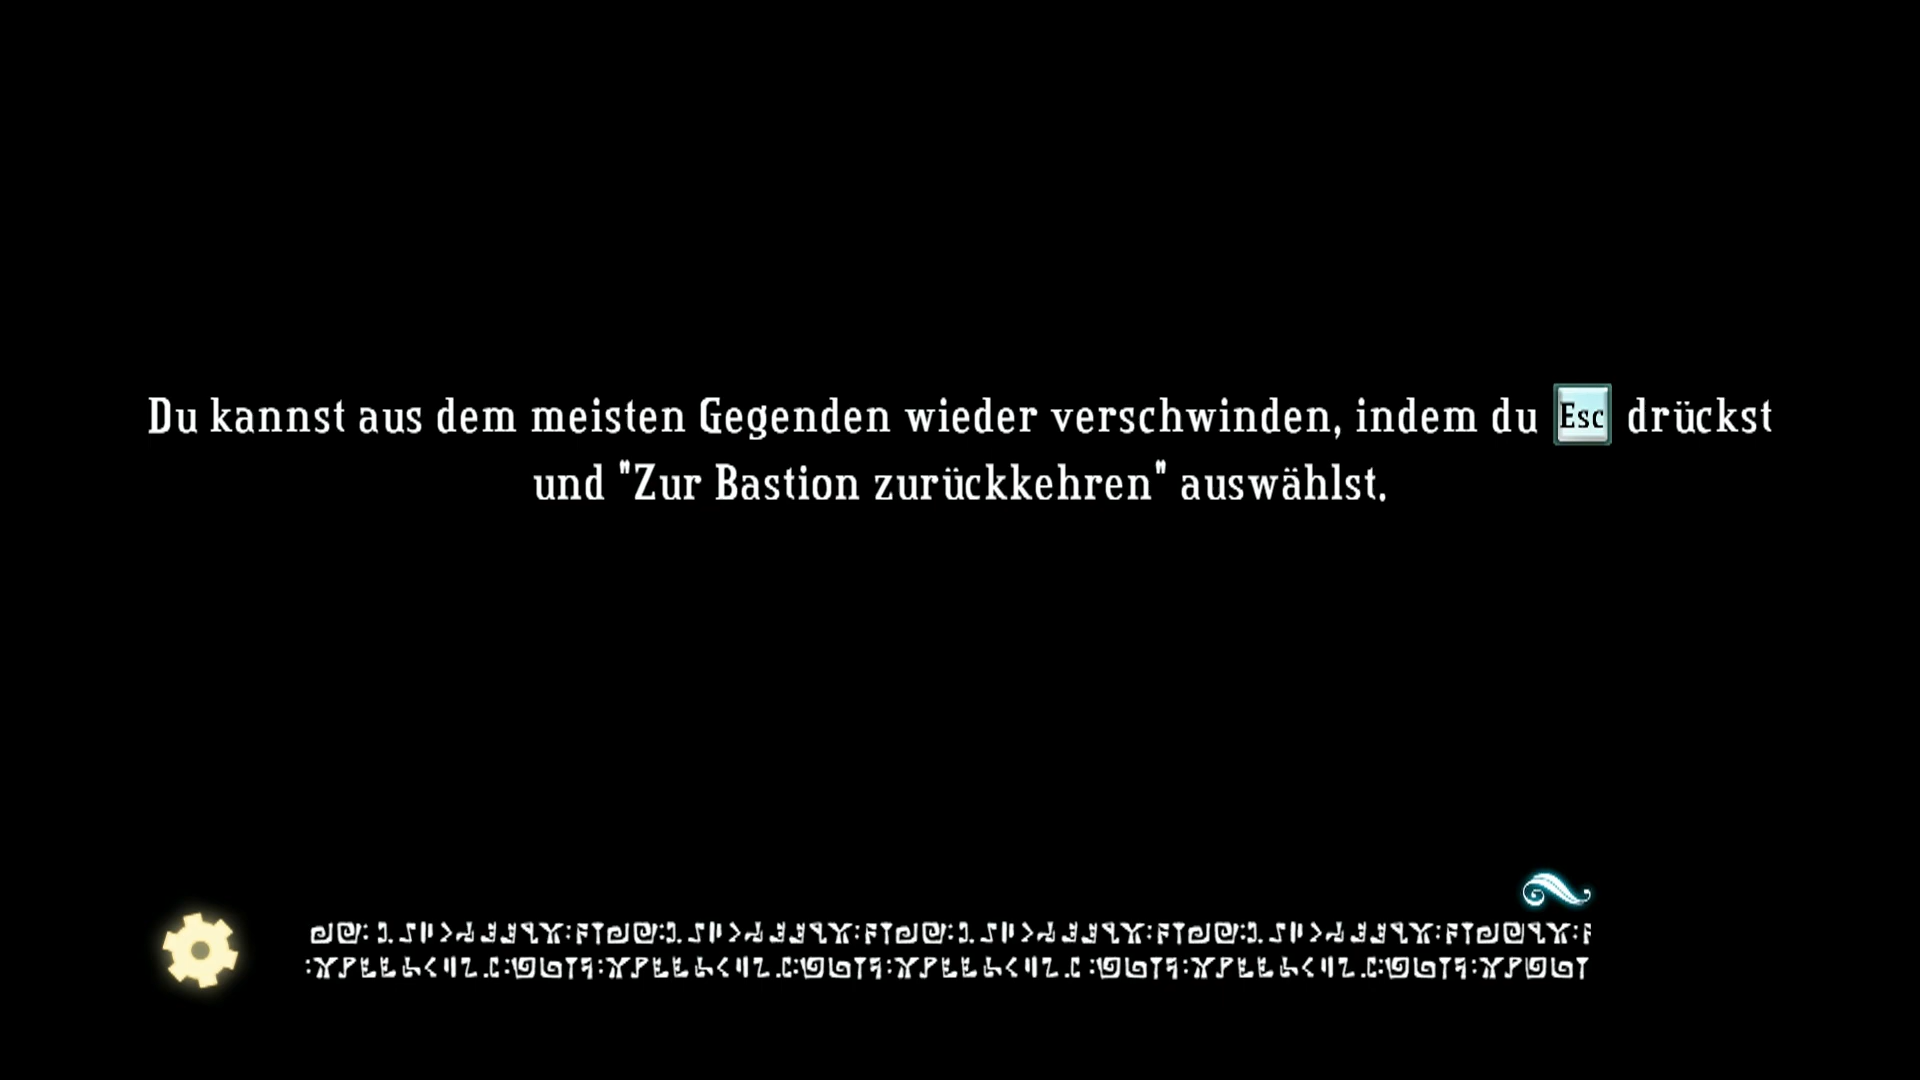 Du kannst aus dem meisten Gegenden wieder verschwinden, indem du Esc drückst
und "Zur Bastion zurückkehren" auswählst.